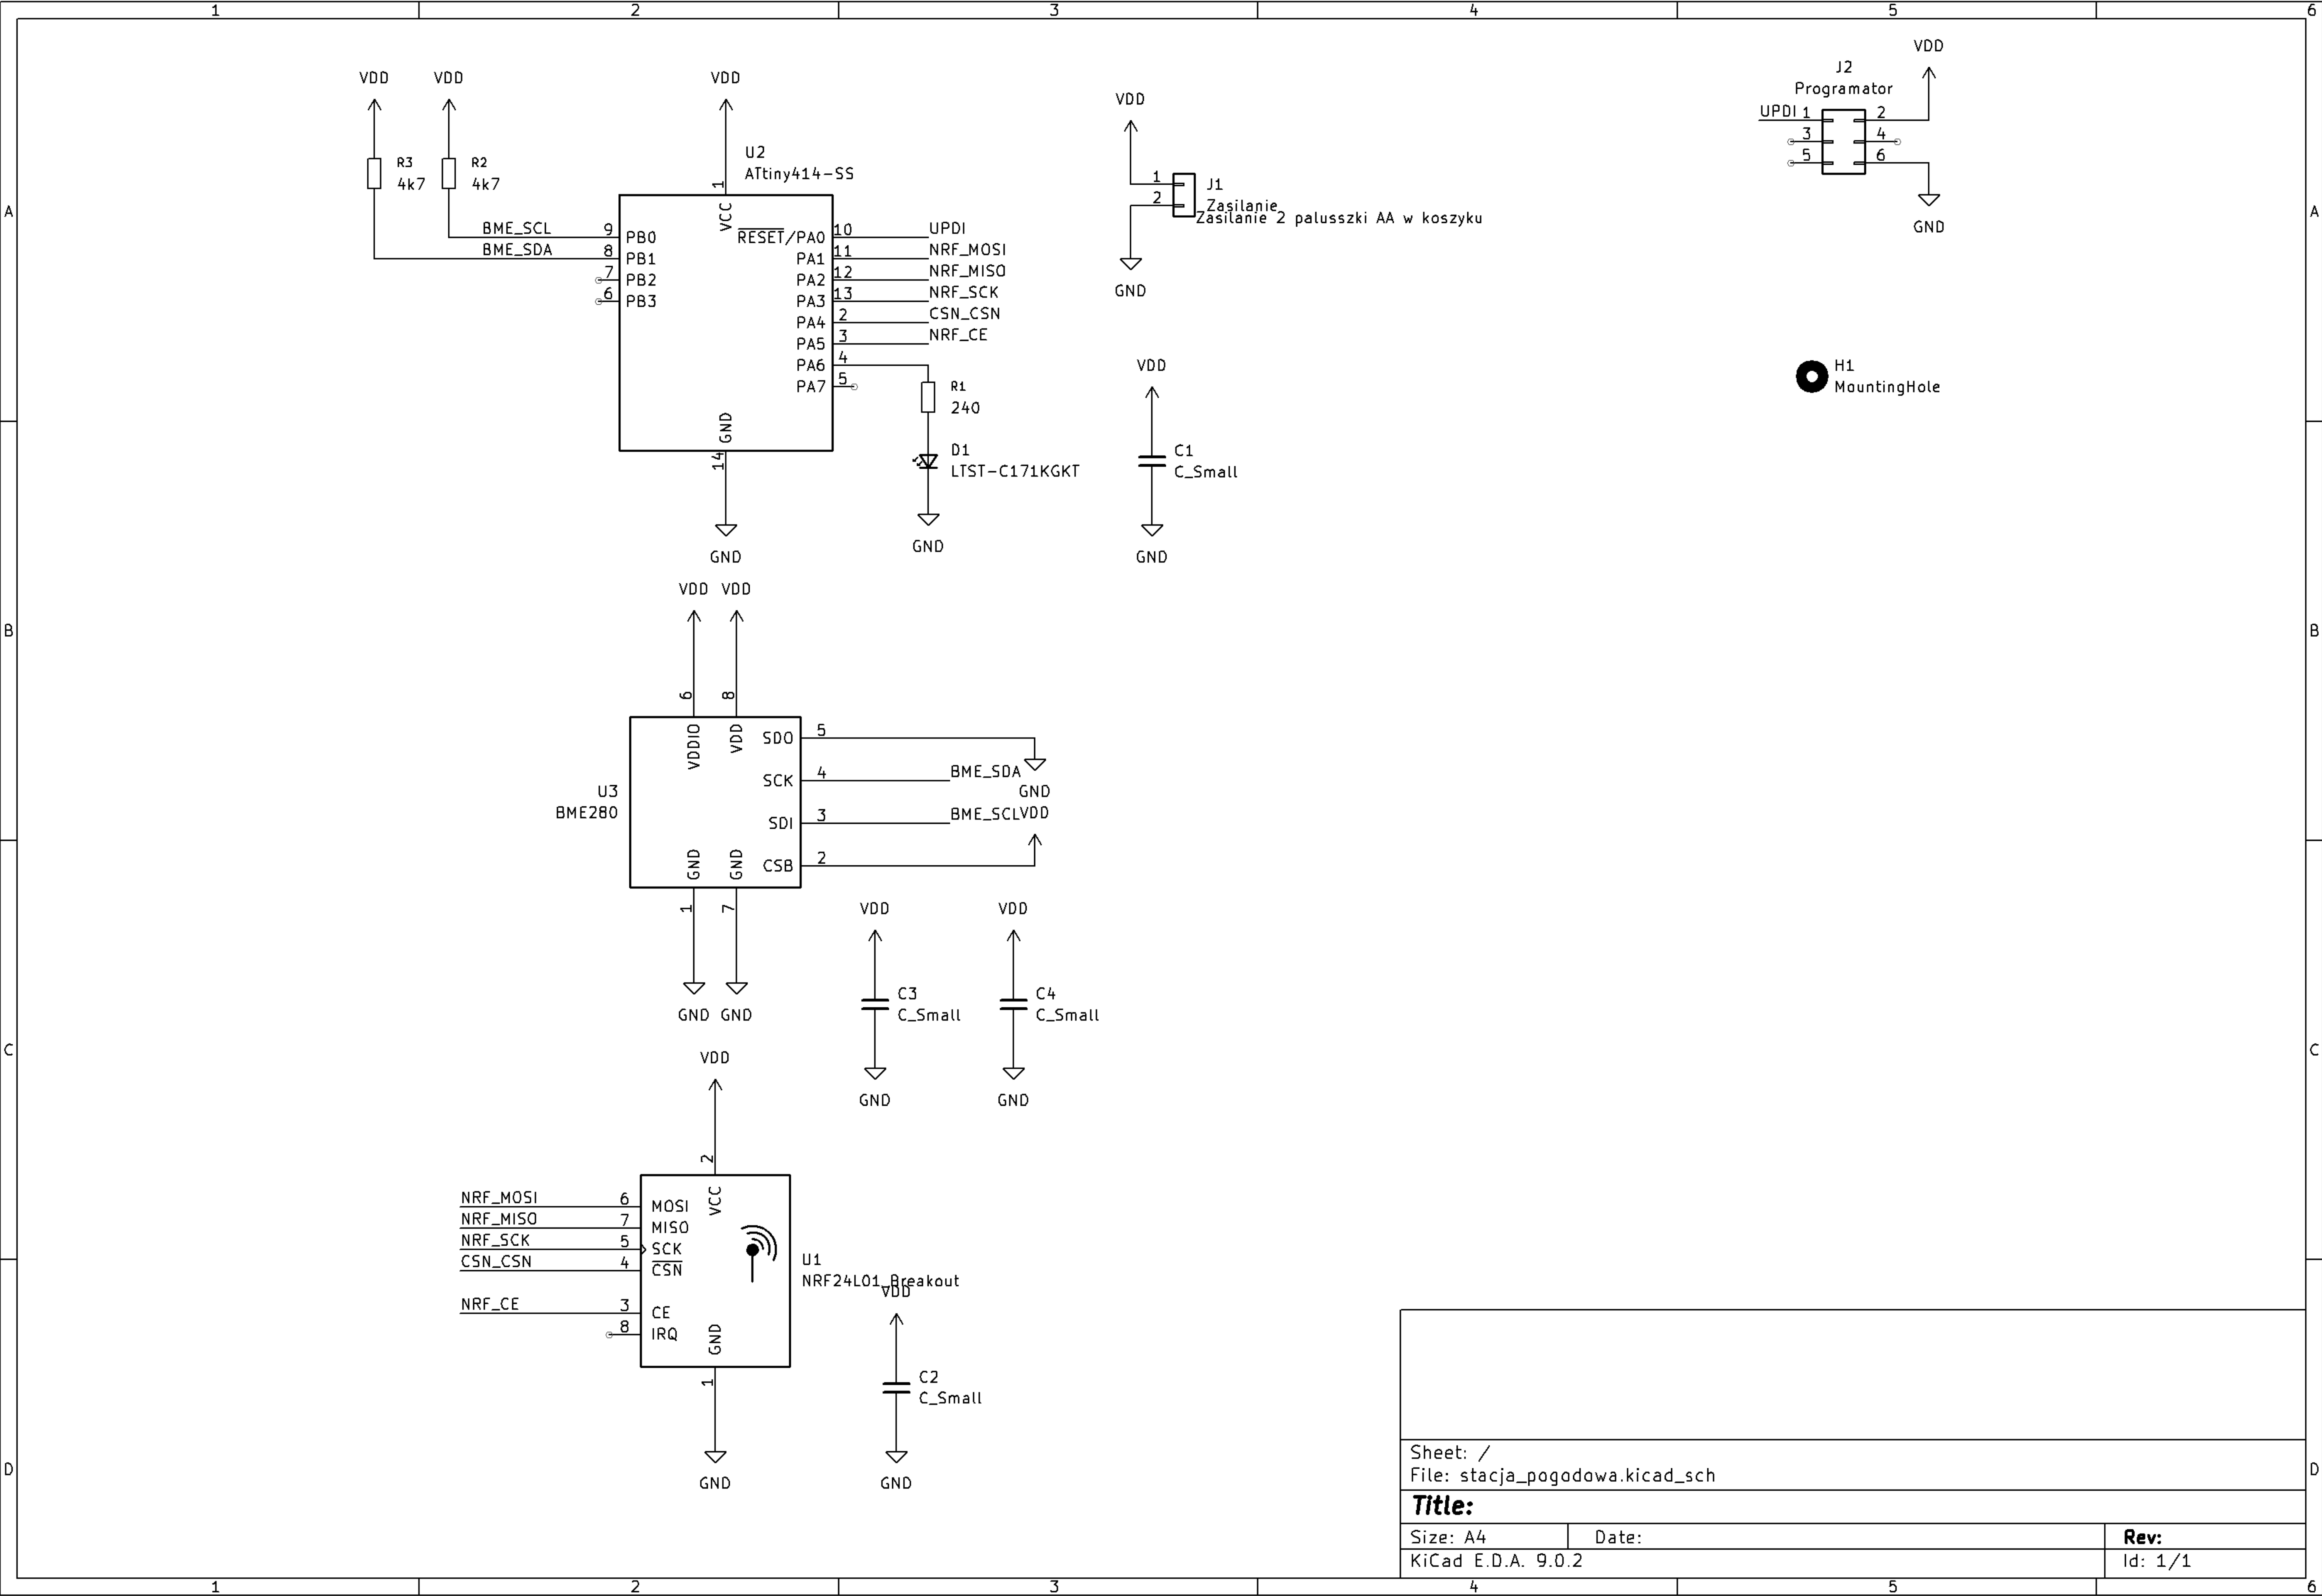 1 2 3 4 5 6
VDD VDD VDD
R3
4k7
R2
4k7
U2
ATtiny414-SS
1
VCC
BME_SCL 9 PB0
BME_SDA 8 PB1
7 PB2
6 PB3
RESET/PA0 10 UPDI
PA1 11 NRF_MOSI
PA2 12 NRF_MISO
PA3 13 NRF_SCK
PA4 2 CSN_CSN
PA5 3 NRF_CE
PA6 4
PA7 5
GND
14
GND
R1
240
D1
LTST-C171KGKT
GND
VDD
1
2
J1
Zasilanie
Zasilanie 2 palusszki AA w koszyku
GND
VDD
C1
C_Small
GND
J2
Programator
VDD
UPDI 1 2
3 4
5 6
GND
H1
MountingHole
A A
B B
VDD VDD
6 8
VDDIO VDD
U3
BME280
SDO 5
SCK 4 BME_SDA
GND
SDI 3 BME_SCL
VDD
CSB 2
GND GND
1 7
GND GND
VDD
C3
C_Small
GND
VDD
C4
C_Small
GND
C C
VDD
2
VCC
NRF_MOSI 6 MOSI
NRF_MISO 7 MISO
NRF_SCK 5 SCK
CSN_CSN 4 CSN
NRF_CE 3 CE
8 IRQ
GND
1
GND
U1
NRF24L01_Breakout
VDD
C2
C_Small
GND
D D
Sheet: /
File: stacja_pogodowa.kicad_sch
Title:
Size: A4 Date: Rev:
KiCad E.D.A. 9.0.2 Id: 1/1
1 2 3 4 5 6